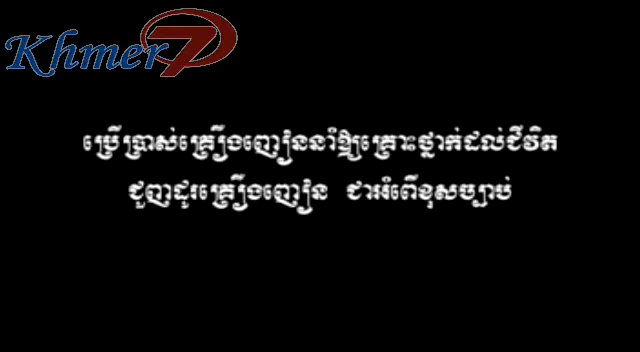 Khmer7
ប្រើប្រាស់គ្រឿងញៀននាំឱ្យគ្រោះថ្នាក់ដល់ជីវិត
ជួញដូរគ្រឿងញៀន ជាអំពើខុសច្បាប់